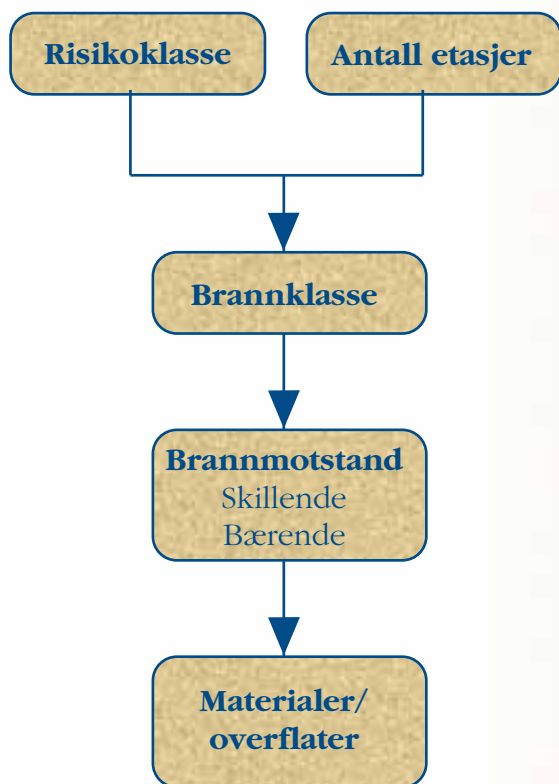 Risikoklasse
Antall etasjer
Brannklasse
Brannmotstand
Skillende
Bærende
Materialer/
overflater